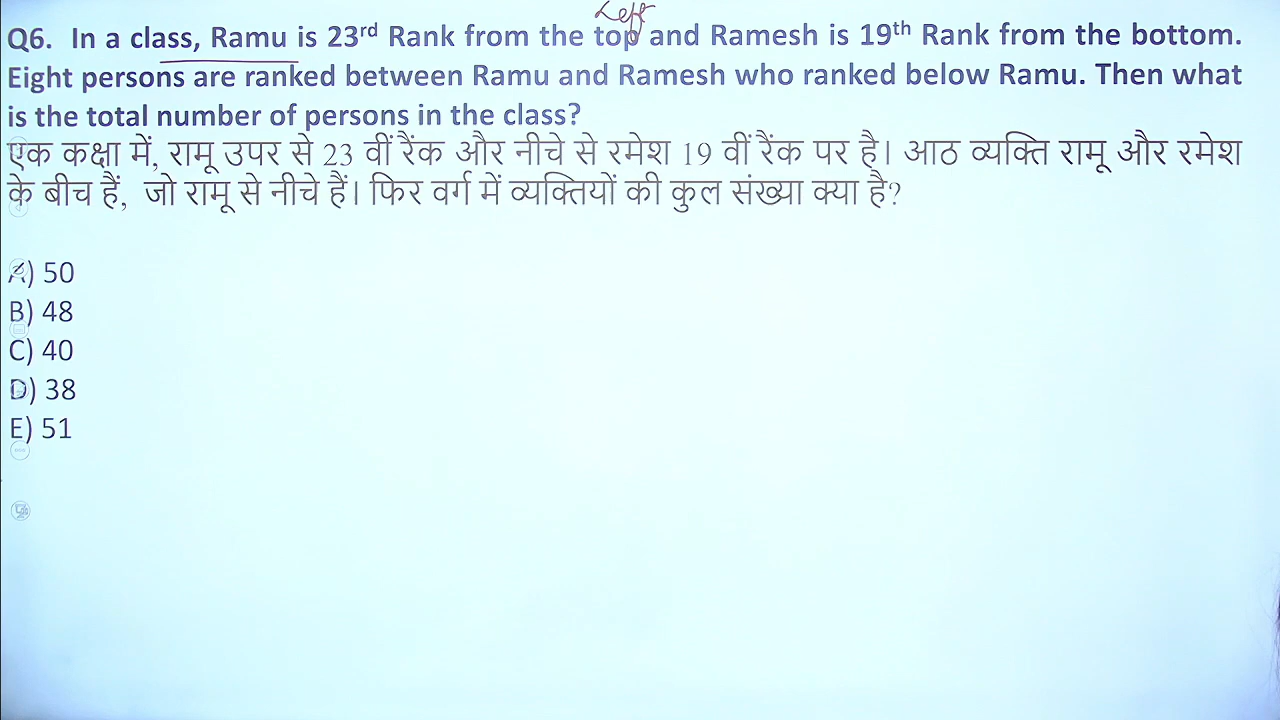 Left
Q6. In a class, Ramu is 23rd Rank from the top and Ramesh is 19th Rank from the bottom.
Eight persons are ranked between Ramu and Ramesh who ranked below Ramu. Then what
is the total number of persons in the class?
एक कक्षा में, रामू उपर से 23 वीं रैंक और नीचे से रमेश 19 वीं रैंक पर है। आठ व्यक्ति रामू और रमेश
के बीच हैं, जो रामू से नीचे हैं। फिर वर्ग में व्यक्तियों की कुल संख्या क्या है?
A) 50
B) 48
C) 40
D) 38
E) 51